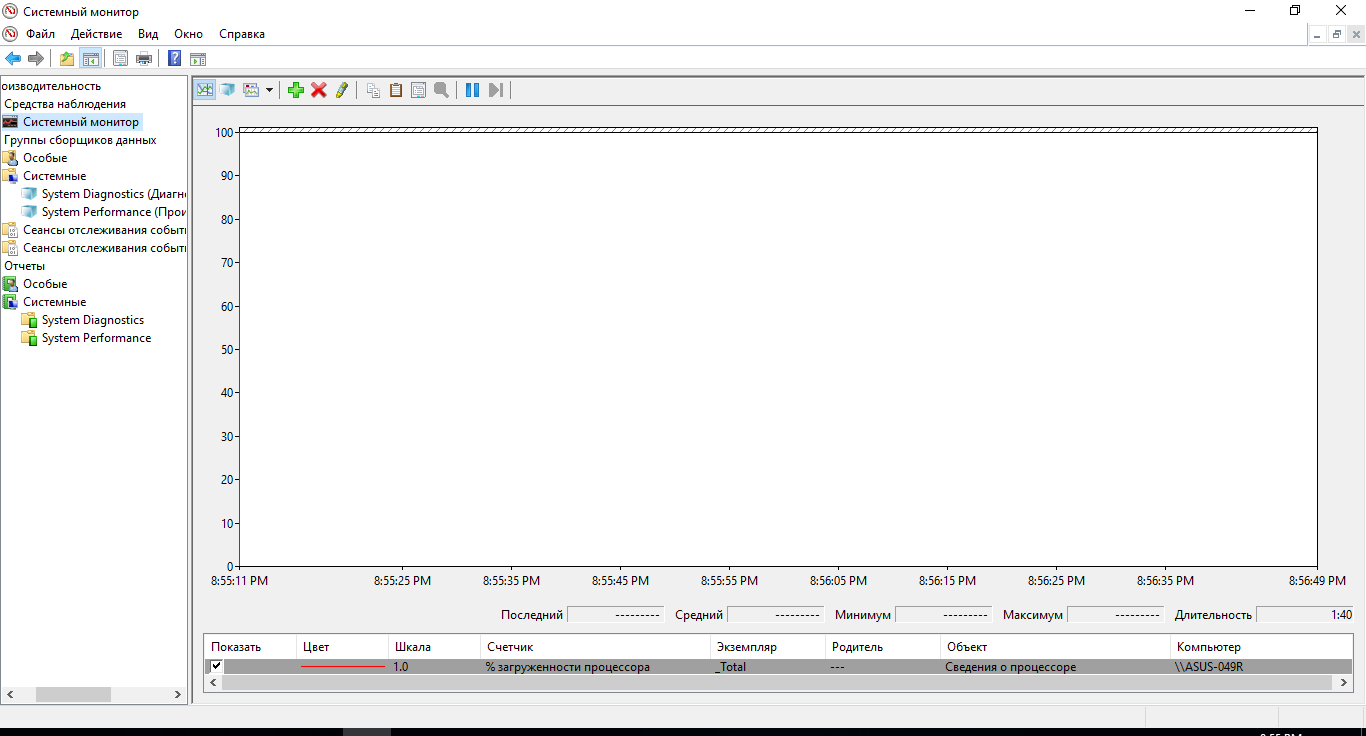 Системный монитор
Файл Действие Вид Окно Справка
оизводительность
Средства наблюдения
Системный монитор
Группы сборщиков данных
Особые
Системные
System Diagnostics (Диагн
System Performance (Прои
Сеансы отслеживания событ
Сеансы отслеживания событ
Отчеты
Особые
Системные
System Diagnostics
System Performance
100
90
80
70
60
50
40
30
20
10
0
8:55:11 PM 8:55:25 PM 8:55:35 PM 8:55:45 PM 8:55:55 PM 8:56:05 PM 8:56:15 PM 8:56:25 PM 8:56:35 PM 8:56:49 PM
Последний --------- Средний --------- Минимум --------- Максимум --------- Длительность 1:40
Показать Цвет Шкала Счетчик Экземпляр Родитель Объект Компьютер
1.0 % загруженности процессора _Total --- Сведения о процессоре \\ASUS-049R